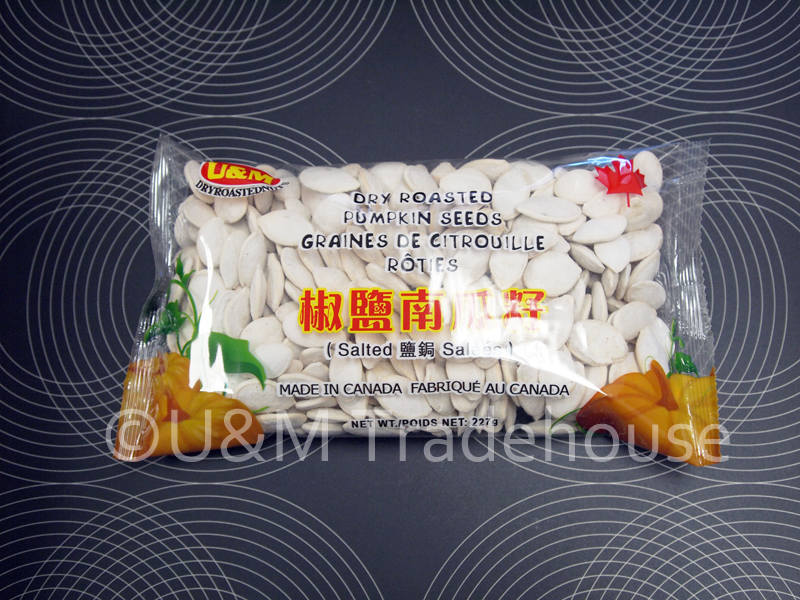 U&M
DRY ROASTED
PUMPKIN SEEDS
GRAINES DE CITROUILLE
RÔTIES
椒鹽南瓜籽
( Salted 鹽焗 Salées )
MADE IN CANADA FABRIQUÉ AU CANADA
NET WT./POIDS NET: 227g
©U&M Tradehouse